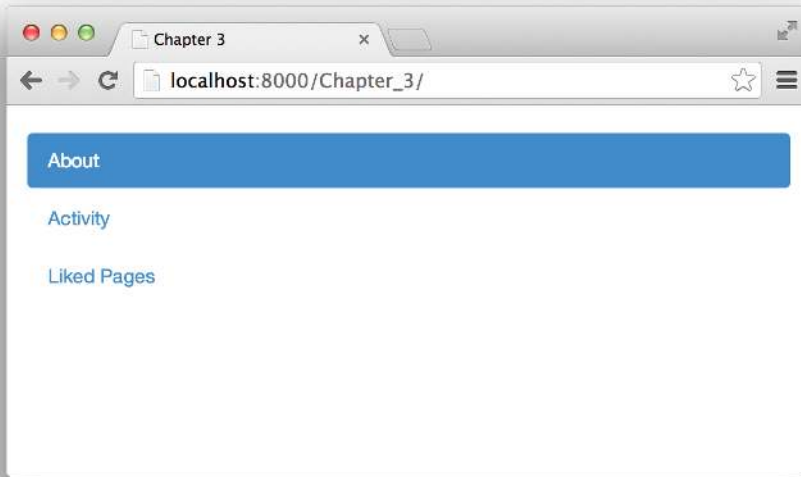 Chapter 3
localhost:8000/Chapter_3/
About
Activity
Liked Pages